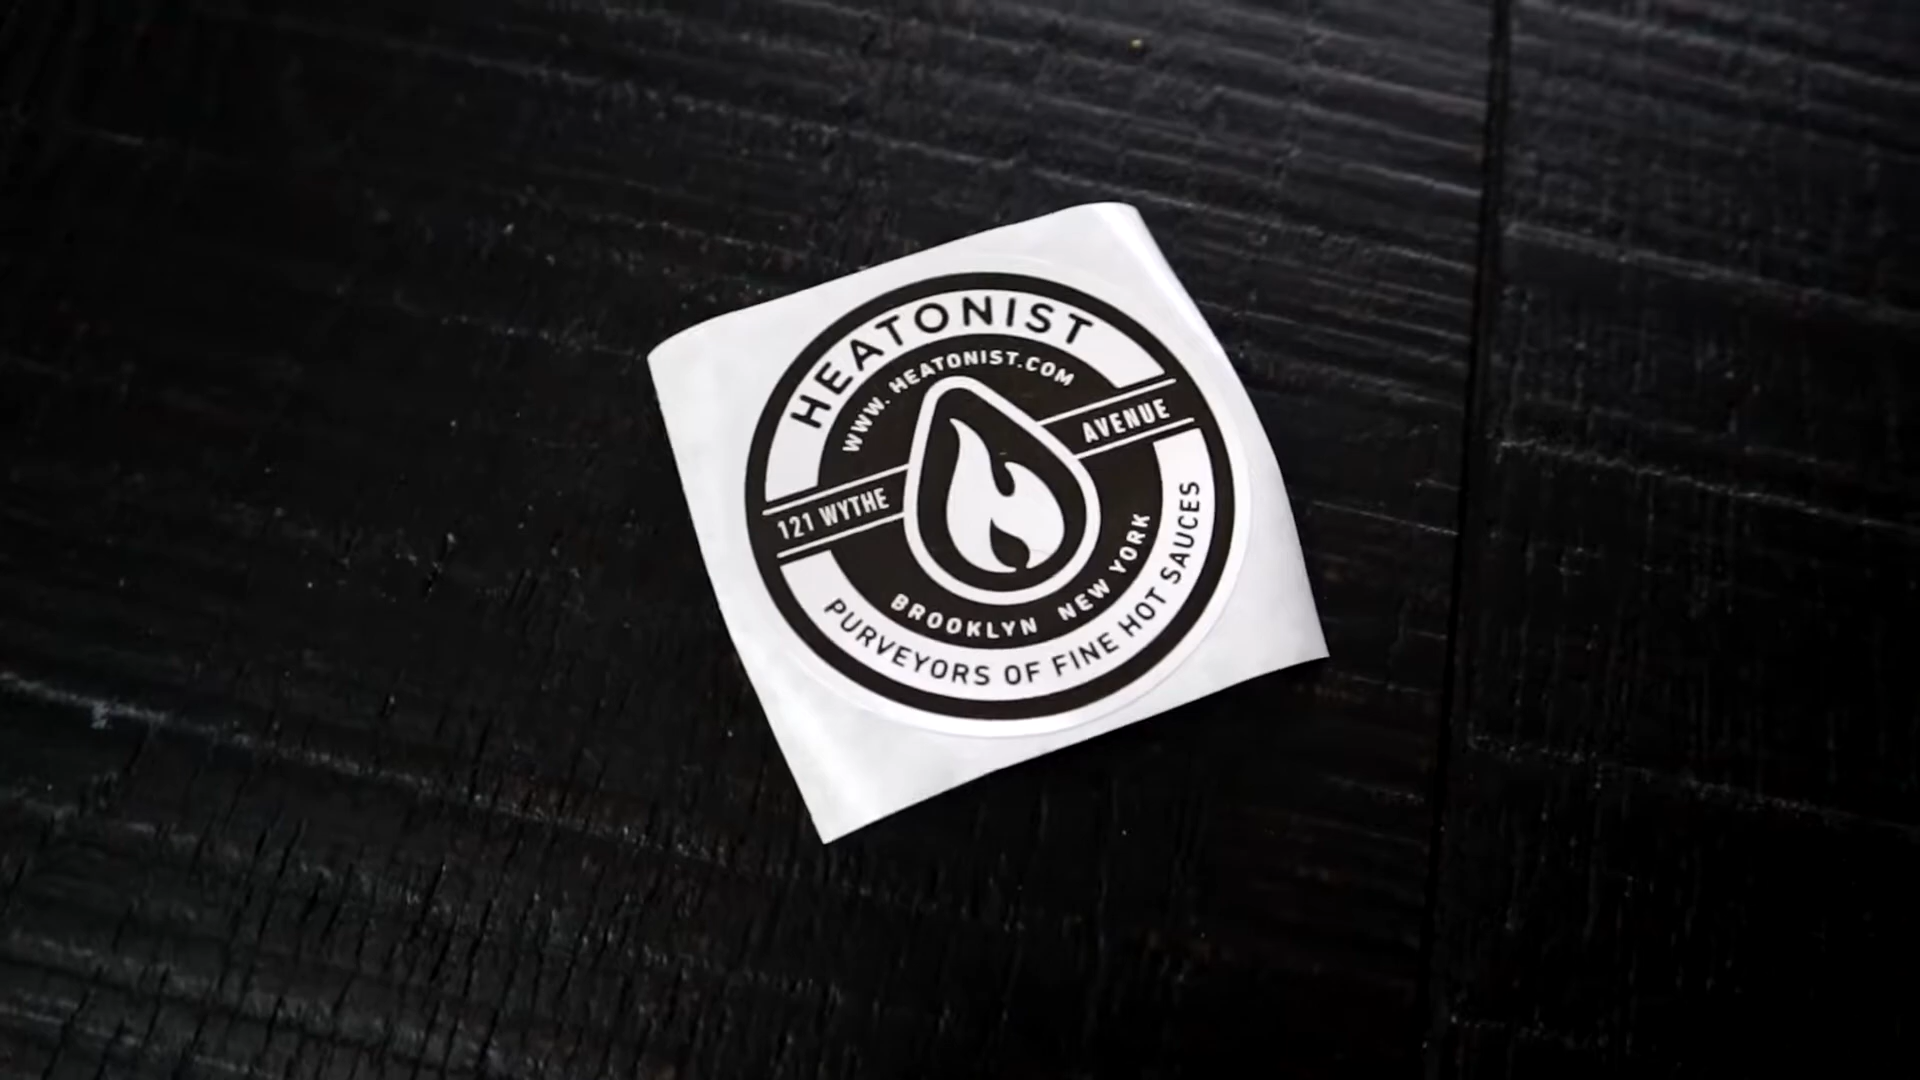 HEATONIST
WWW. HEATONIST.COM
121 WYTHE AVENUE
BROOKLYN NEW YORK
PURVEYORS OF FINE HOT SAUCES